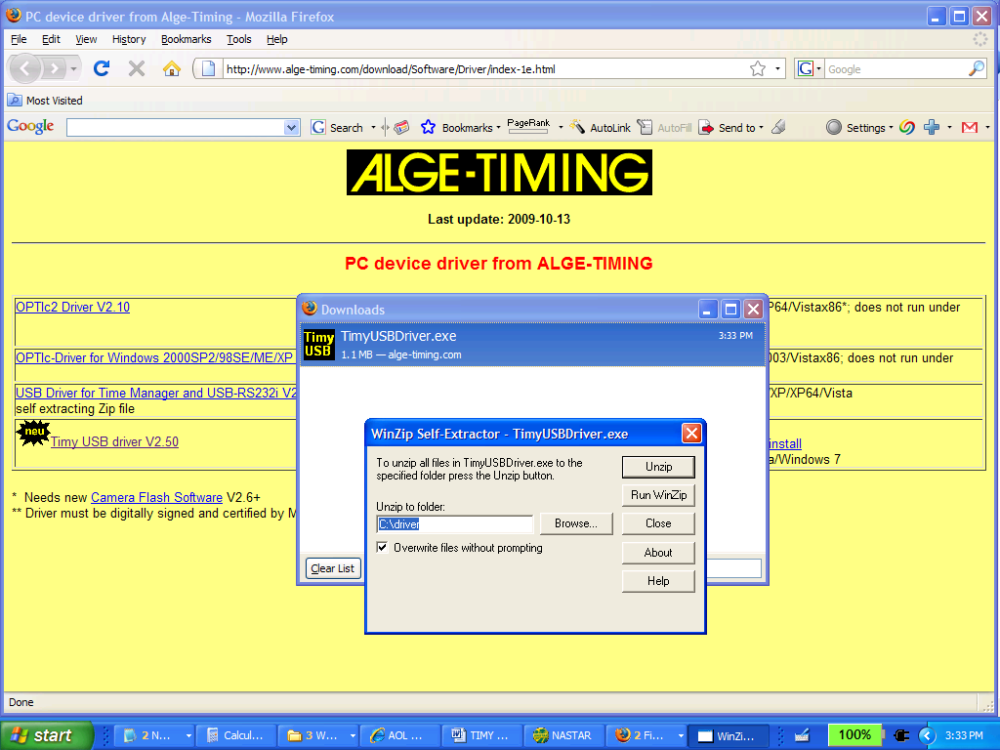 PC device driver from Alge-Timing - Mozilla Firefox
File Edit View History Bookmarks Tools Help
http://www.alge-timing.com/download/Software/Driver/index-1e.html
G Google
Most Visited
Google G Search Bookmarks PageRank AutoLink AutoFill Send to Settings
ALGE-TIMING
Last update: 2009-10-13
PC device driver from ALGE-TIMING
OPTIc2 Driver V2.10
P64/Vistax86*; does not run under
OPTIc-Driver for Windows 2000SP2/98SE/ME/XP
003/Vistax86; does not run under
USB Driver for Time Manager and USB-RS232i V2
/XP/XP64/Vista
self extracting Zip file
neu
Timy USB driver V2.50
install
a/Windows 7
* Needs new Camera Flash Software V2.6+
** Driver must be digitally signed and certified by M
Downloads
Timy
USB
TimyUSBDriver.exe
3:33 PM
1.1 MB — alge-timing.com
Clear List
WinZip Self-Extractor - TimyUSBDriver.exe
To unzip all files in TimyUSBDriver.exe to the
specified folder press the Unzip button.
Unzip to folder:
C:\driver
Browse...
Overwrite files without prompting
Unzip
Run WinZip
Close
About
Help
Done
start 2 N... Calcul... 3 W... AOL ... TIMY ... NASTAR 2 Fi... WinZi... 100% 3:33 PM